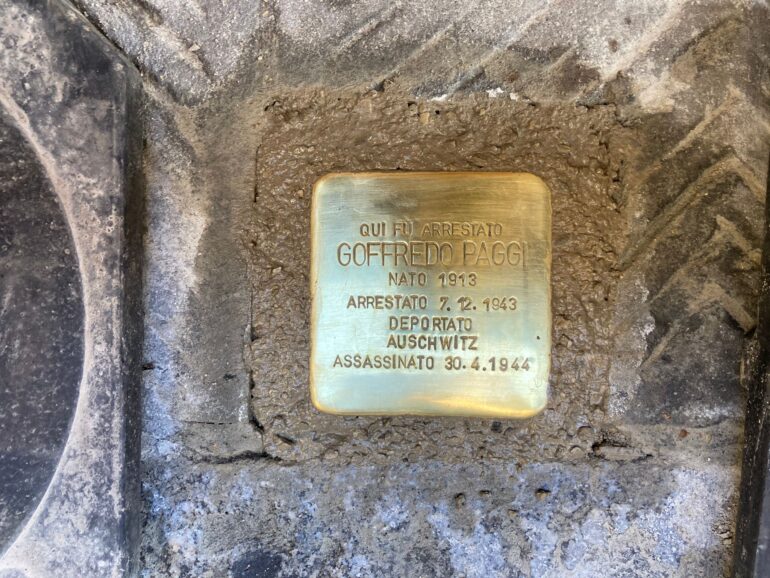 QUI FU ARRESTATO
GOFFREDO PAGGI
NATO 1913
ARRESTATO 7.12.1943
DEPORTATO
AUSCHWITZ
ASSASSINATO 30.4.1944